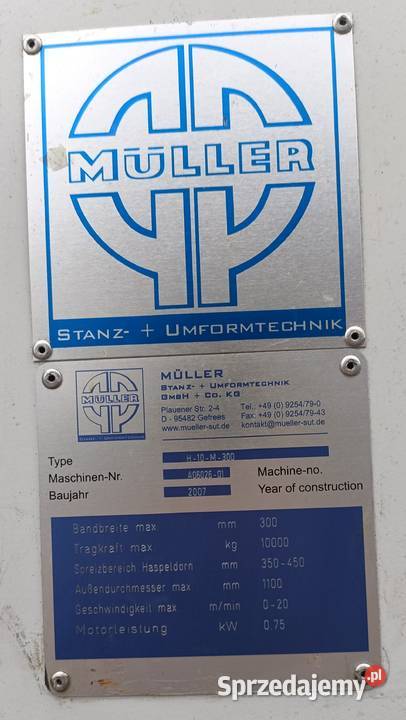 MÜLLER
STANZ- + UMFORMTECHNIK
MÜLLER
STANZ- + UMFORMTECHNIK
MÜLLER
STANZ- + UMFORMTECHNIK
GMBH + CO. KG
Plauener Str. 2-4 Tel.: +49 (0) 9254/79-0
D - 95482 Gefrees Fax: +49 (0) 9254/79-43
www.mueller-sut.de kontakt@mueller-sut.de
Type H-10-M-300
Maschinen-Nr. A06026-01 Machine-no.
Baujahr 2007 Year of construction
Bandbreite max. mm 300
Tragkraft max. kg 10000
Spreizbereich Haspeldorn mm 350-450
Außendurchmesser max. mm 1100
Geschwindigkeit max. m/min 0-20
Motorleistung kW 0.75
Sprzedajemy.pl